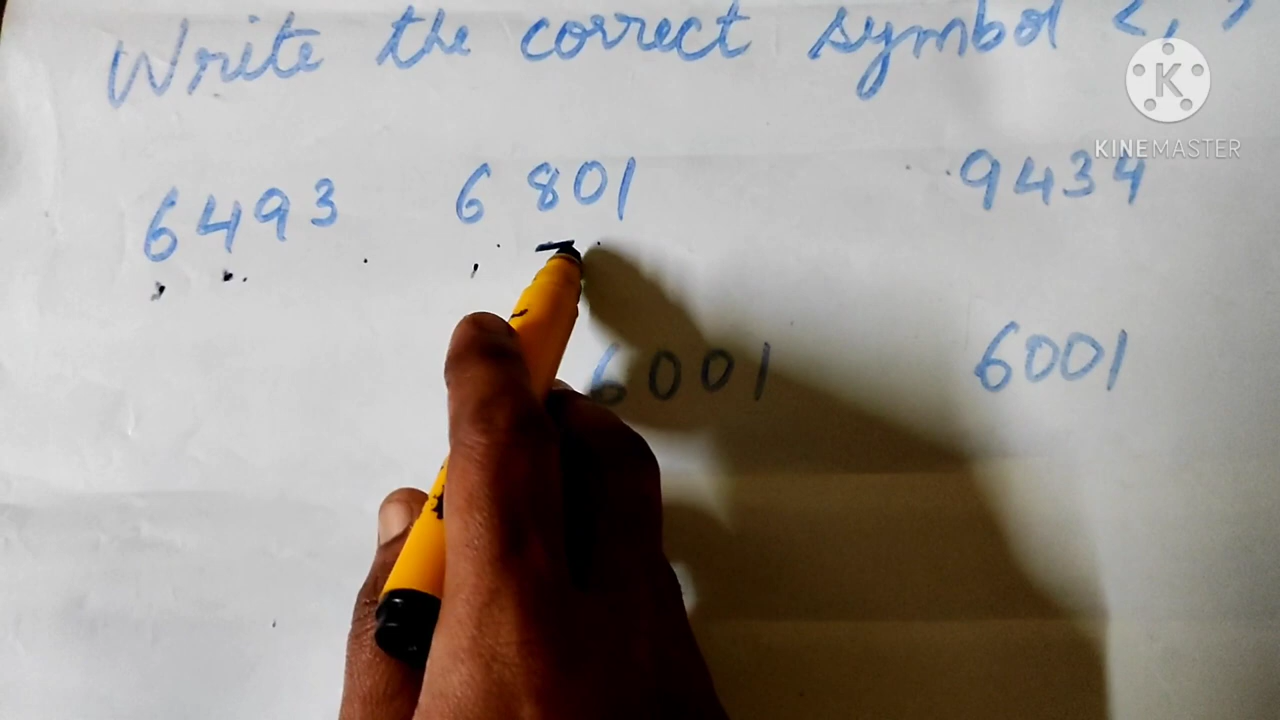 Write the correct symbol <, >
K
KINEMASTER
6493 6801 9434
6001 6001